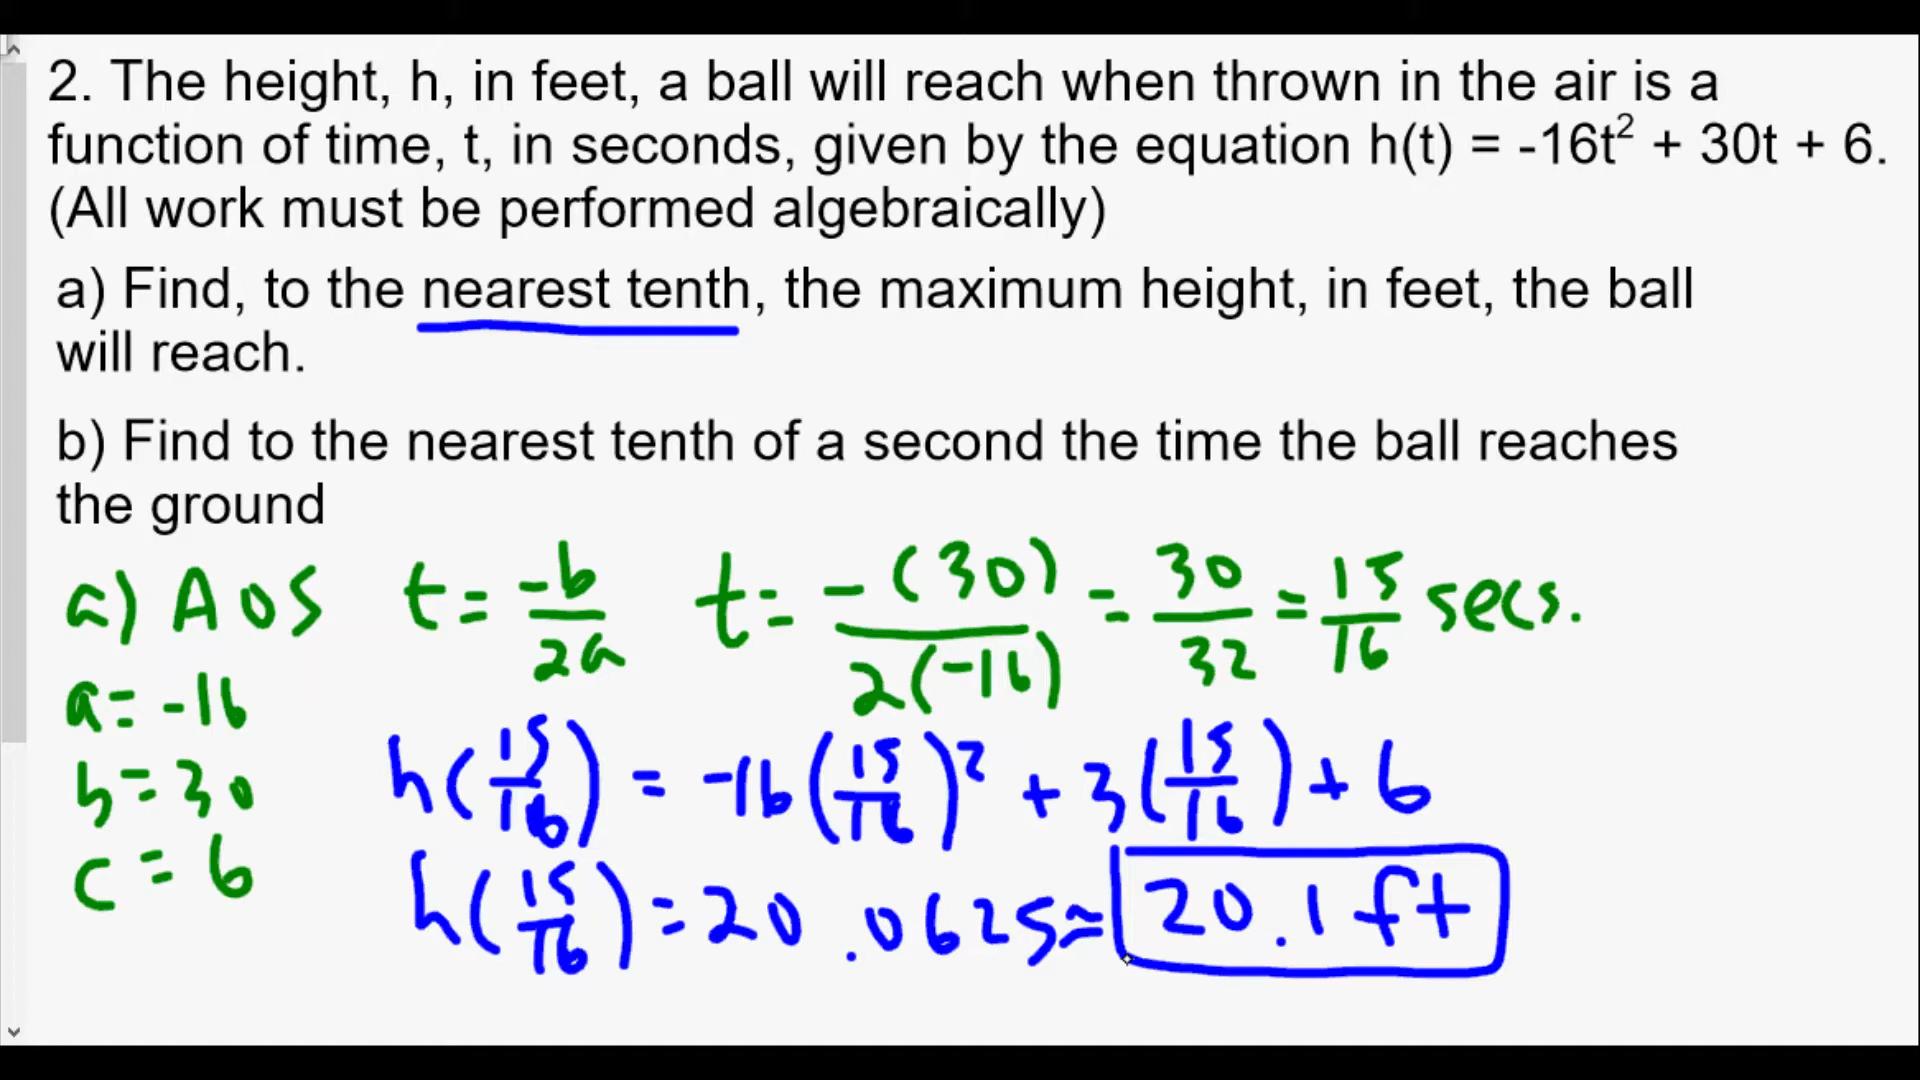 2. The height, h, in feet, a ball will reach when thrown in the air is a
function of time, t, in seconds, given by the equation h(t) = -16t² + 30t + 6.
(All work must be performed algebraically)
a) Find, to the nearest tenth, the maximum height, in feet, the ball
will reach.
b) Find to the nearest tenth of a second the time the ball reaches
the ground
a) AOS t = -b/2a t = -(30)/2(-16) = 30/32 = 15/16 secs.
a = -16
b = 30
c = 6
h(15/16) = -16(15/16)² + 3(15/16) + 6
h(15/16) = 20.0625 ≈ 20.1 ft